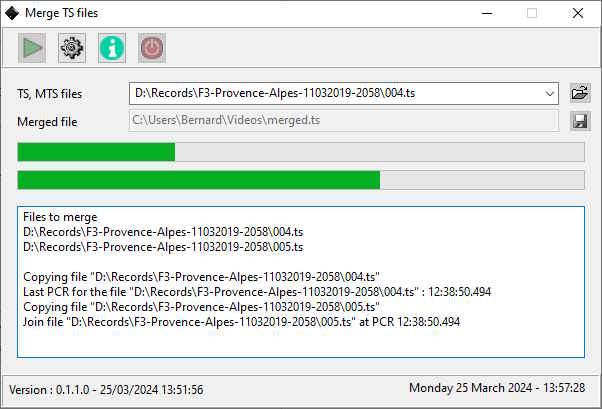 Merge TS files
TS, MTS files
D:\Records\F3-Provence-Alpes-11032019-2058\004.ts
Merged file
C:\Users\Bernard\Videos\merged.ts
Files to merge
D:\Records\F3-Provence-Alpes-11032019-2058\004.ts
D:\Records\F3-Provence-Alpes-11032019-2058\005.ts
Copying file "D:\Records\F3-Provence-Alpes-11032019-2058\004.ts"
Last PCR for the file "D:\Records\F3-Provence-Alpes-11032019-2058\004.ts" : 12:38:50.494
Copying file "D:\Records\F3-Provence-Alpes-11032019-2058\005.ts"
Join file "D:\Records\F3-Provence-Alpes-11032019-2058\005.ts" at PCR 12:38:50.494
Version : 0.1.1.0 - 25/03/2024 13:51:56
Monday 25 March 2024 - 13:57:28